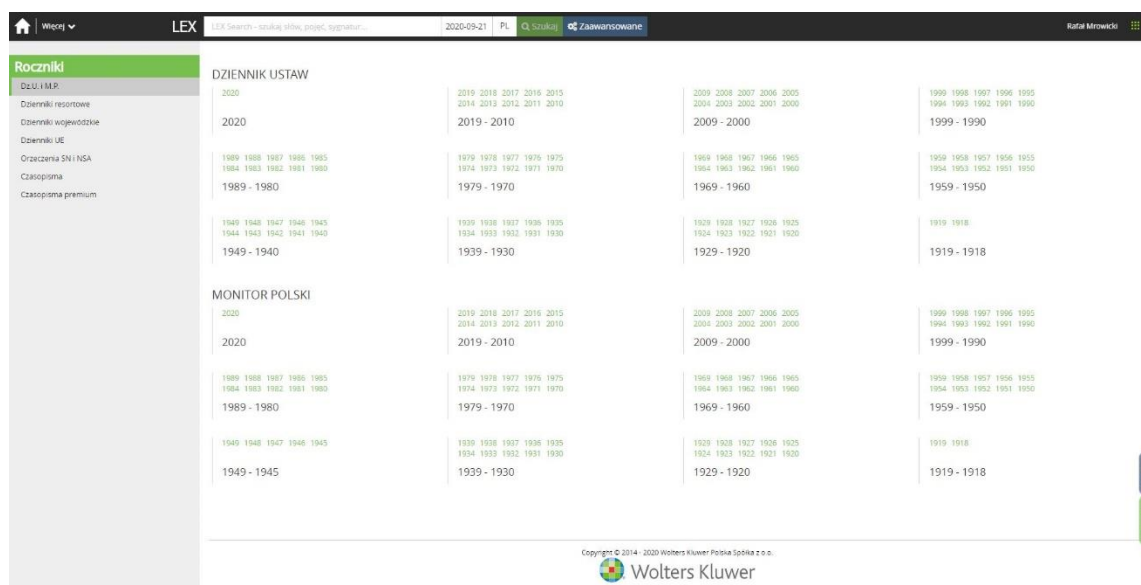 Więcej
LEX
LEX Search - szukaj słów, pojęć, sygnatur...
2020-09-21
PL
Szukaj
Zaawansowane
Rafał Mrowicki
Roczniki
Dz.U. i M.P.
Dzienniki resortowe
Dzienniki wojewódzkie
Dzienniki UE
Orzeczenia SN i NSA
Czasopisma
Czasopisma premium
DZIENNIK USTAW
2020
2020
2019 2018 2017 2016 2015
2014 2013 2012 2011 2010
2019 - 2010
2009 2008 2007 2006 2005
2004 2003 2002 2001 2000
2009 - 2000
1999 1998 1997 1996 1995
1994 1993 1992 1991 1990
1999 - 1990
1989 1988 1987 1986 1985
1984 1983 1982 1981 1980
1989 - 1980
1979 1978 1977 1976 1975
1974 1973 1972 1971 1970
1979 - 1970
1969 1968 1967 1966 1965
1964 1963 1962 1961 1960
1969 - 1960
1959 1958 1957 1956 1955
1954 1953 1952 1951 1950
1959 - 1950
1949 1948 1947 1946 1945
1944 1943 1942 1941 1940
1949 - 1940
1939 1938 1937 1936 1935
1934 1933 1932 1931 1930
1939 - 1930
1929 1928 1927 1926 1925
1924 1923 1922 1921 1920
1929 - 1920
1919 1918
1919 - 1918
MONITOR POLSKI
2020
2020
2019 2018 2017 2016 2015
2014 2013 2012 2011 2010
2019 - 2010
2009 2008 2007 2006 2005
2004 2003 2002 2001 2000
2009 - 2000
1999 1998 1997 1996 1995
1994 1993 1992 1991 1990
1999 - 1990
1989 1988 1987 1986 1985
1984 1983 1982 1981 1980
1989 - 1980
1979 1978 1977 1976 1975
1974 1973 1972 1971 1970
1979 - 1970
1969 1968 1967 1966 1965
1964 1963 1962 1961 1960
1969 - 1960
1959 1958 1957 1956 1955
1954 1953 1952 1951 1950
1959 - 1950
1949 1948 1947 1946 1945
1949 - 1945
1939 1938 1937 1936 1935
1934 1933 1932 1931 1930
1939 - 1930
1929 1928 1927 1926 1925
1924 1923 1922 1921 1920
1929 - 1920
1919 1918
1919 - 1918
Copyright © 2014 - 2020 Wolters Kluwer Polska Spółka z o.o.
Wolters Kluwer